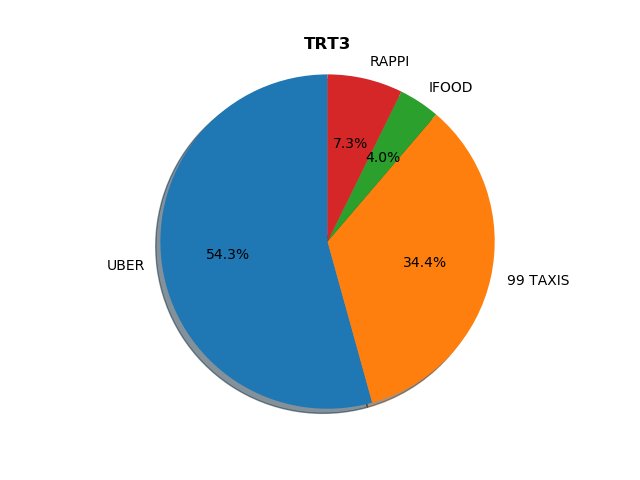 TRT3
RAPPI
IFOOD
7.3%
4.0%
54.3%
34.4%
UBER
99 TAXIS